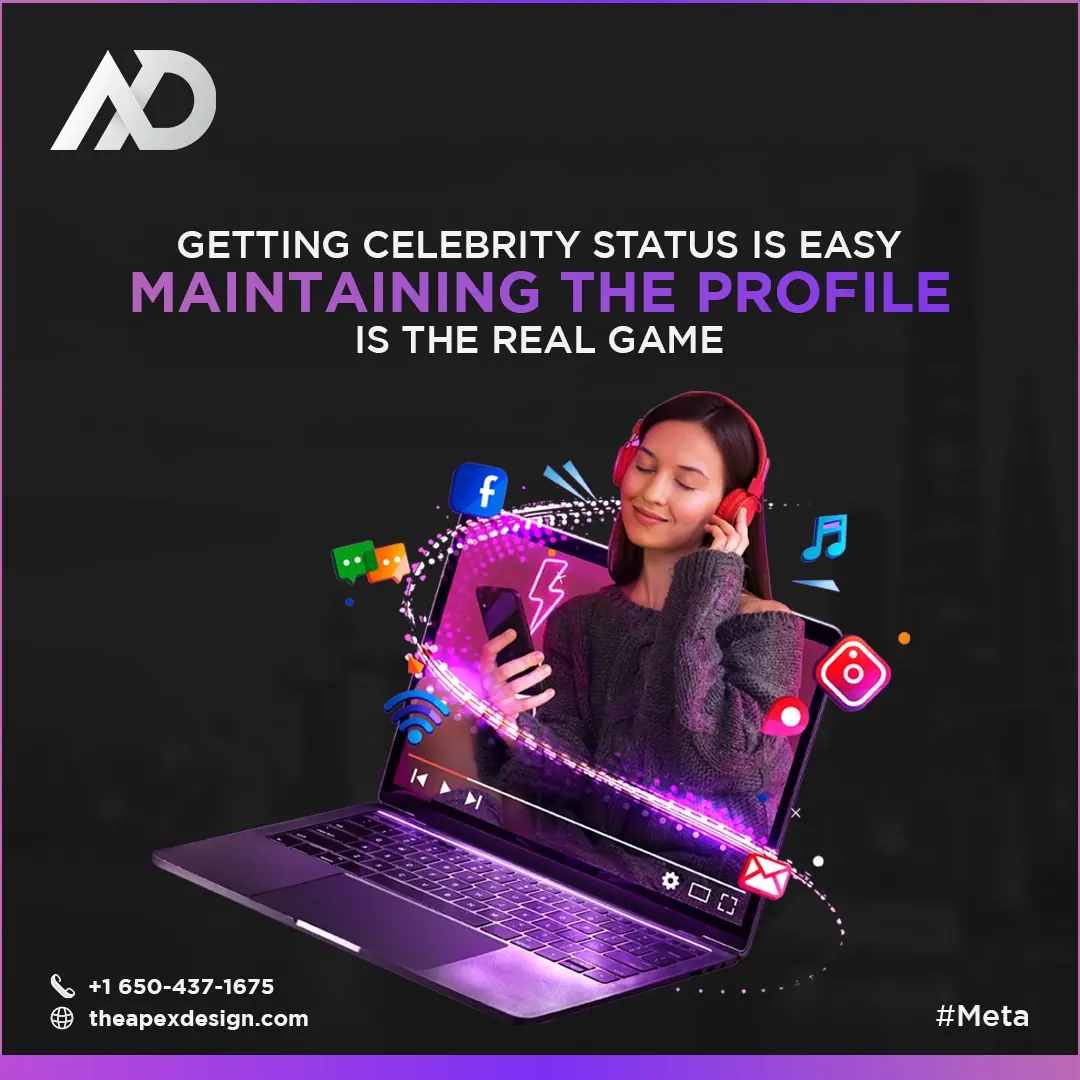 AD
GETTING CELEBRITY STATUS IS EASY
MAINTAINING THE PROFILE
IS THE REAL GAME
f
+1 650-437-1675
theapexdesign.com
#Meta